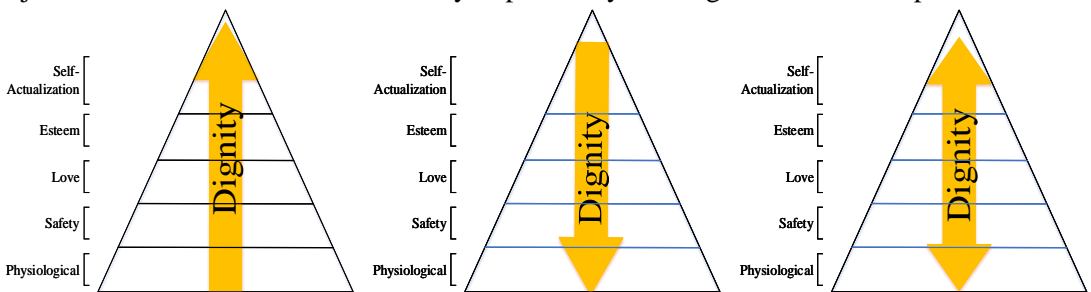 Self-
Actualization
Esteem
Love
Safety
Physiological
Dignity
Self-
Actualization
Esteem
Love
Safety
Physiological
Dignity
Self-
Actualization
Esteem
Love
Safety
Physiological
Dignity